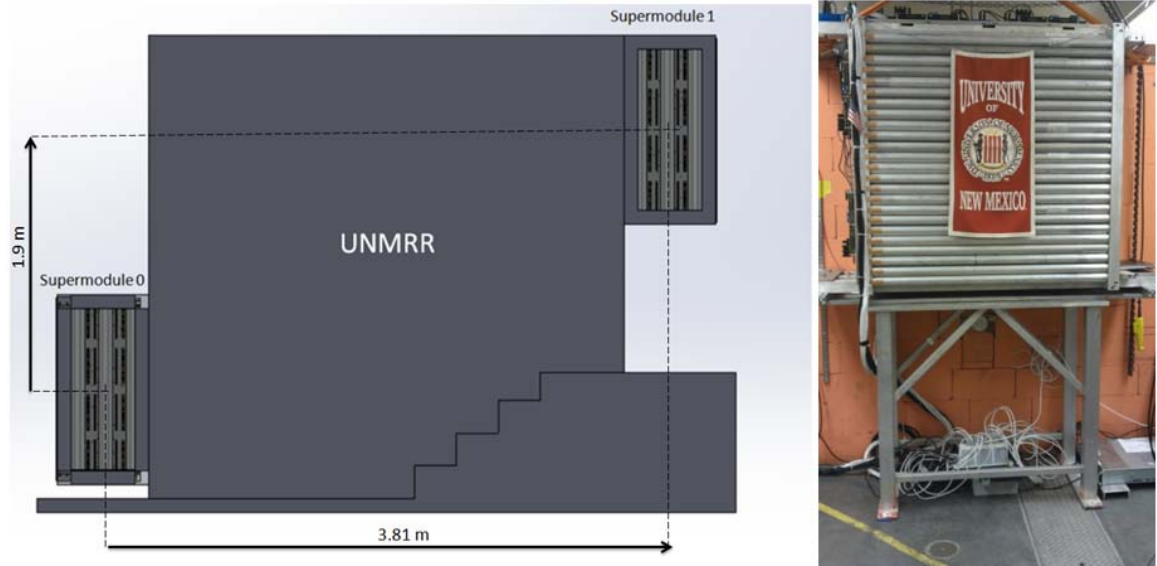 Supermodule 1
1.9 m
UNMRR
Supermodule 0
3.81 m
UNIVERSITY
OF
NEW MEXICO